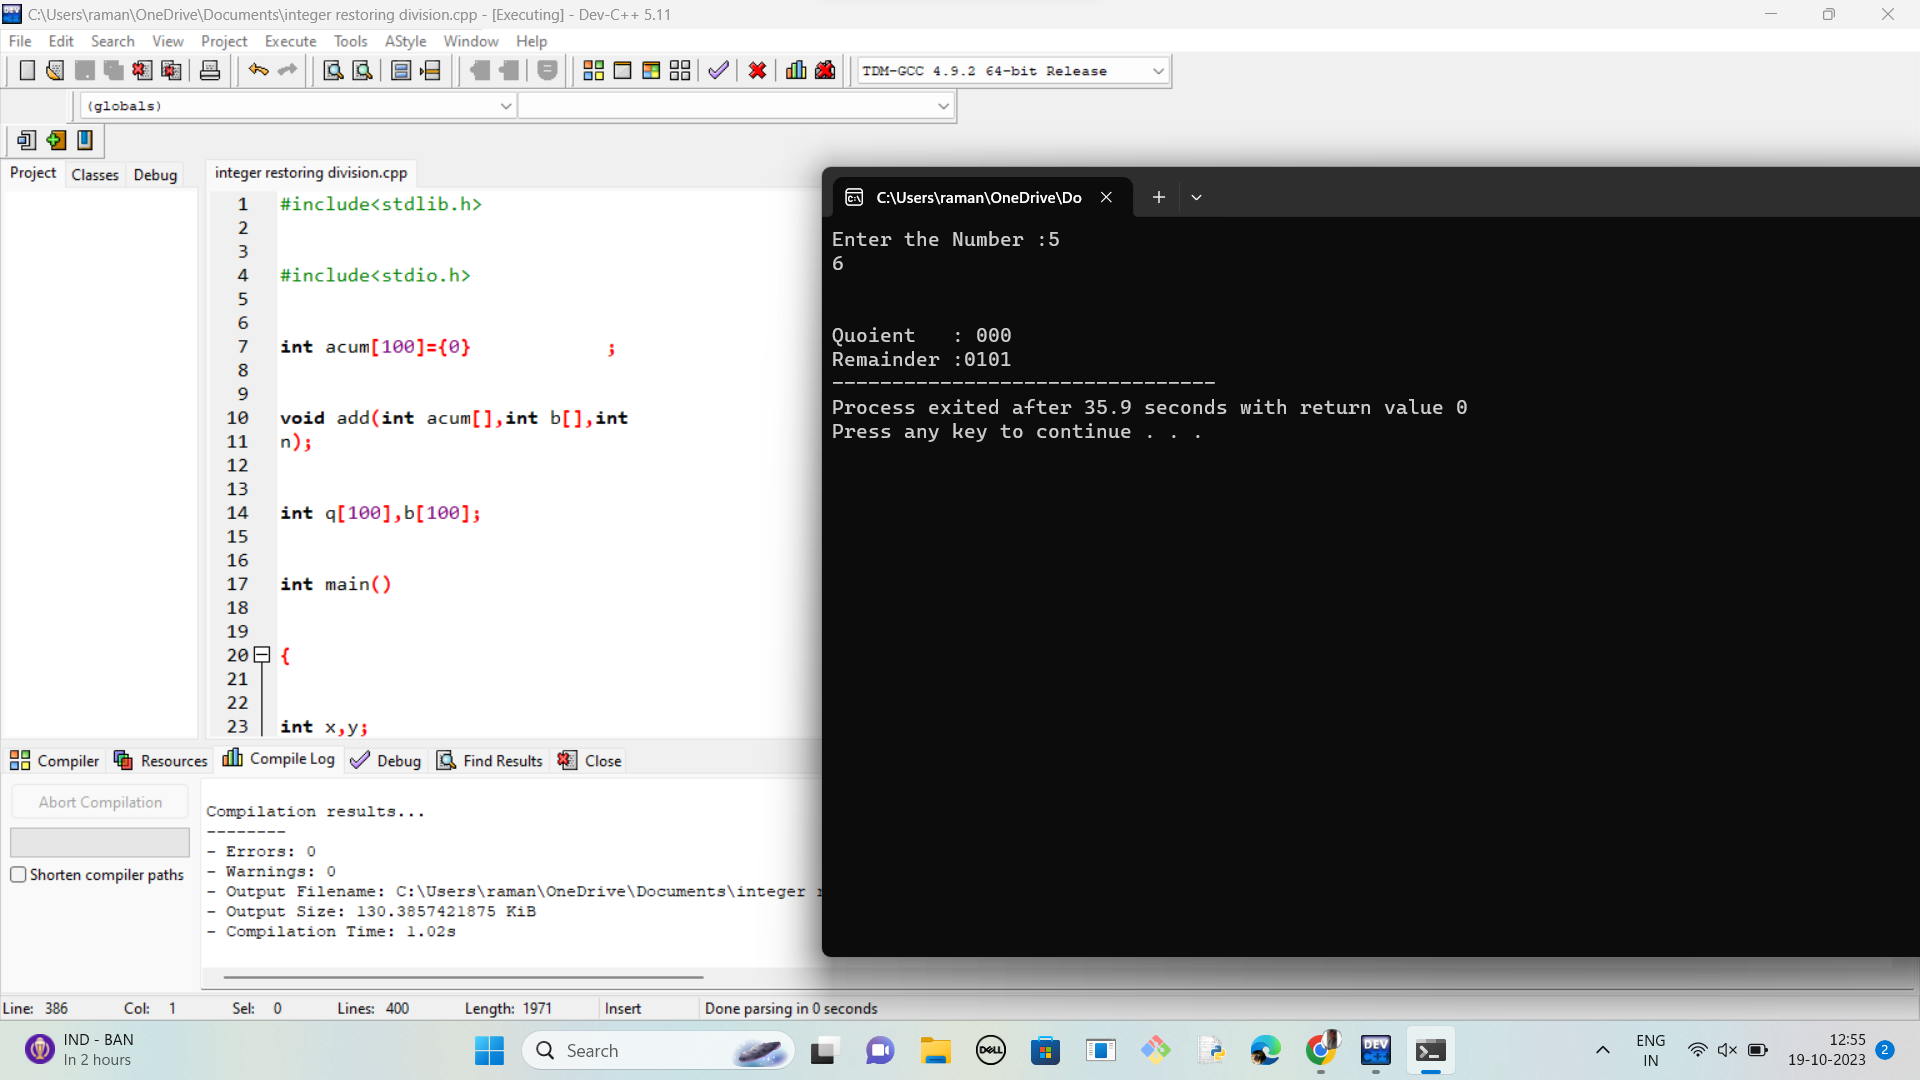 C:\Users\raman\OneDrive\Documents\integer restoring division.cpp - [Executing] - Dev-C++ 5.11
File Edit Search View Project Execute Tools AStyle Window Help
TDM-GCC 4.9.2 64-bit Release
(globals)
Project Classes Debug
integer restoring division.cpp
1 #include<stdlib.h>
2
3
4 #include<stdio.h>
5
6
7 int acum[100]={0} ;
8
9
10 void add(int acum[],int b[],int
11 n);
12
13
14 int q[100],b[100];
15
16
17 int main()
18
19
20 {
21
22
23 int x,y;
C:\Users\raman\OneDrive\Do
Enter the Number :5
6
Quoient : 000
Remainder :0101
--------------------------------
Process exited after 35.9 seconds with return value 0
Press any key to continue . . .
Compiler Resources Compile Log Debug Find Results Close
Abort Compilation
Shorten compiler paths
Compilation results...
--------
- Errors: 0
- Warnings: 0
- Output Filename: C:\Users\raman\OneDrive\Documents\integer
- Output Size: 130.3857421875 KiB
- Compilation Time: 1.02s
Line: 386 Col: 1 Sel: 0 Lines: 400 Length: 1971 Insert Done parsing in 0 seconds
IND - BAN
In 2 hours
Search
DELL
DEV C++
ENG
IN
12:55
19-10-2023
2